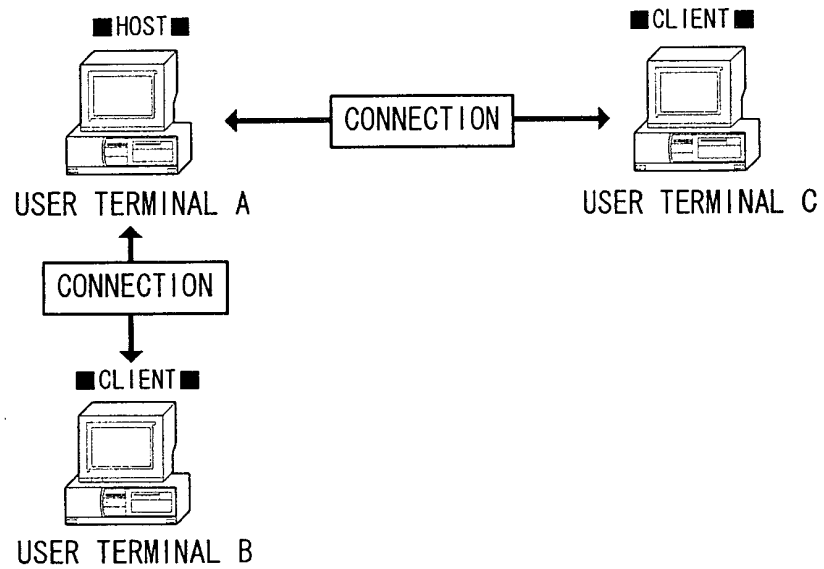 ■HOST■
■CLIENT■
CONNECTION
USER TERMINAL A
USER TERMINAL C
CONNECTION
■CLIENT■
USER TERMINAL B